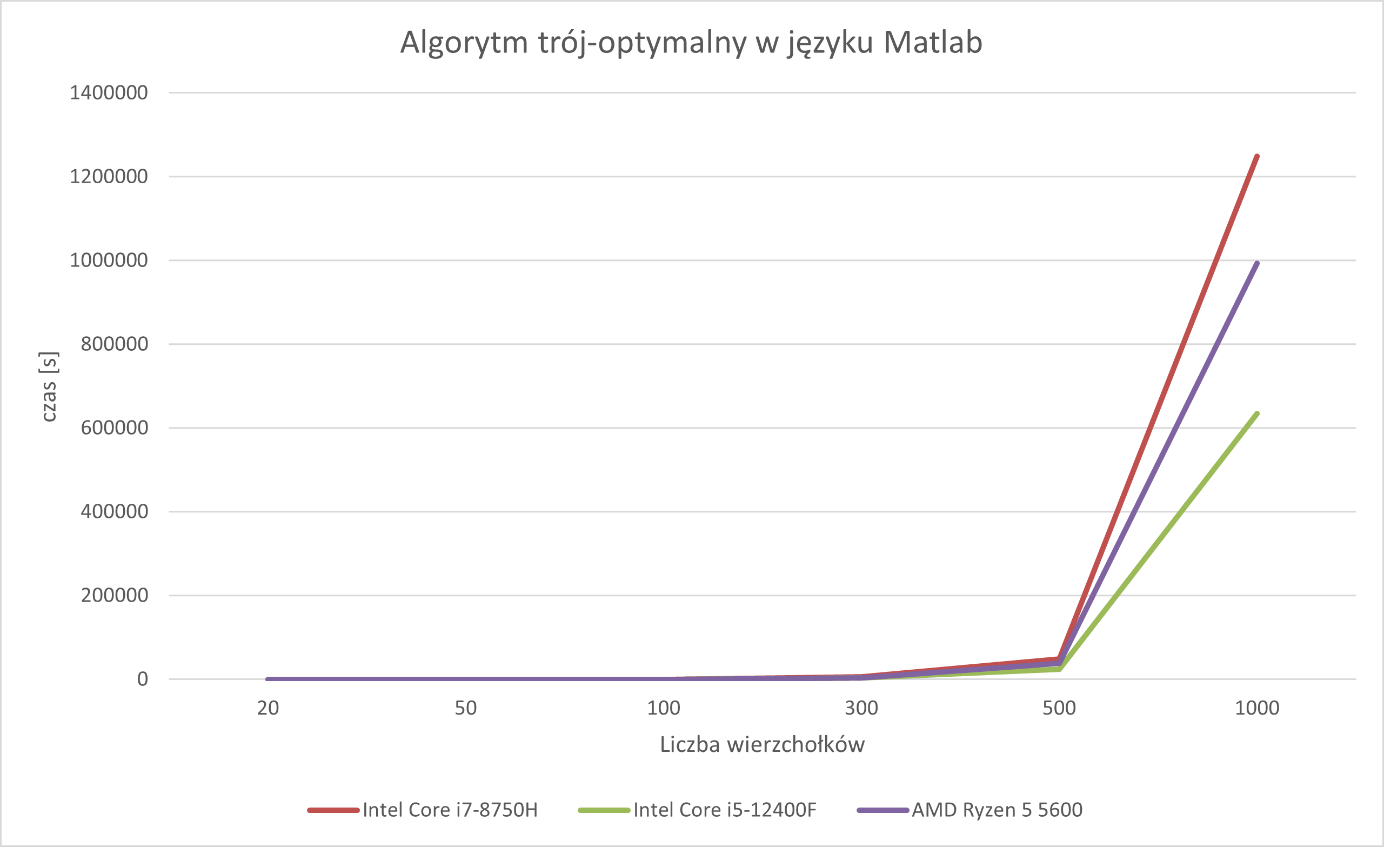 Algorytm trój-optymalny w języku Matlab
1400000
1200000
1000000
800000
600000
400000
200000
0
czas [s]
20 50 100 300 500 1000
Liczba wierzchołków
Intel Core i7-8750H Intel Core i5-12400F AMD Ryzen 5 5600